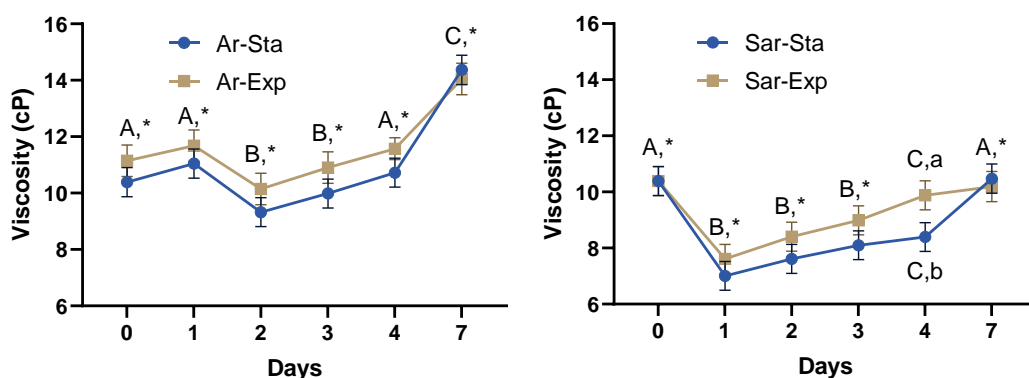 Viscosity (cP)
16
14
12
10
8
6
Ar-Sta
Ar-Exp
A,*
A,*
B,*
B,*
A,*
C,*
0 1 2 3 4 7
Days
Viscosity (cP)
16
14
12
10
8
6
Sar-Sta
Sar-Exp
A,*
B,*
B,*
B,*
C,a
C,b
A,*
0 1 2 3 4 7
Days